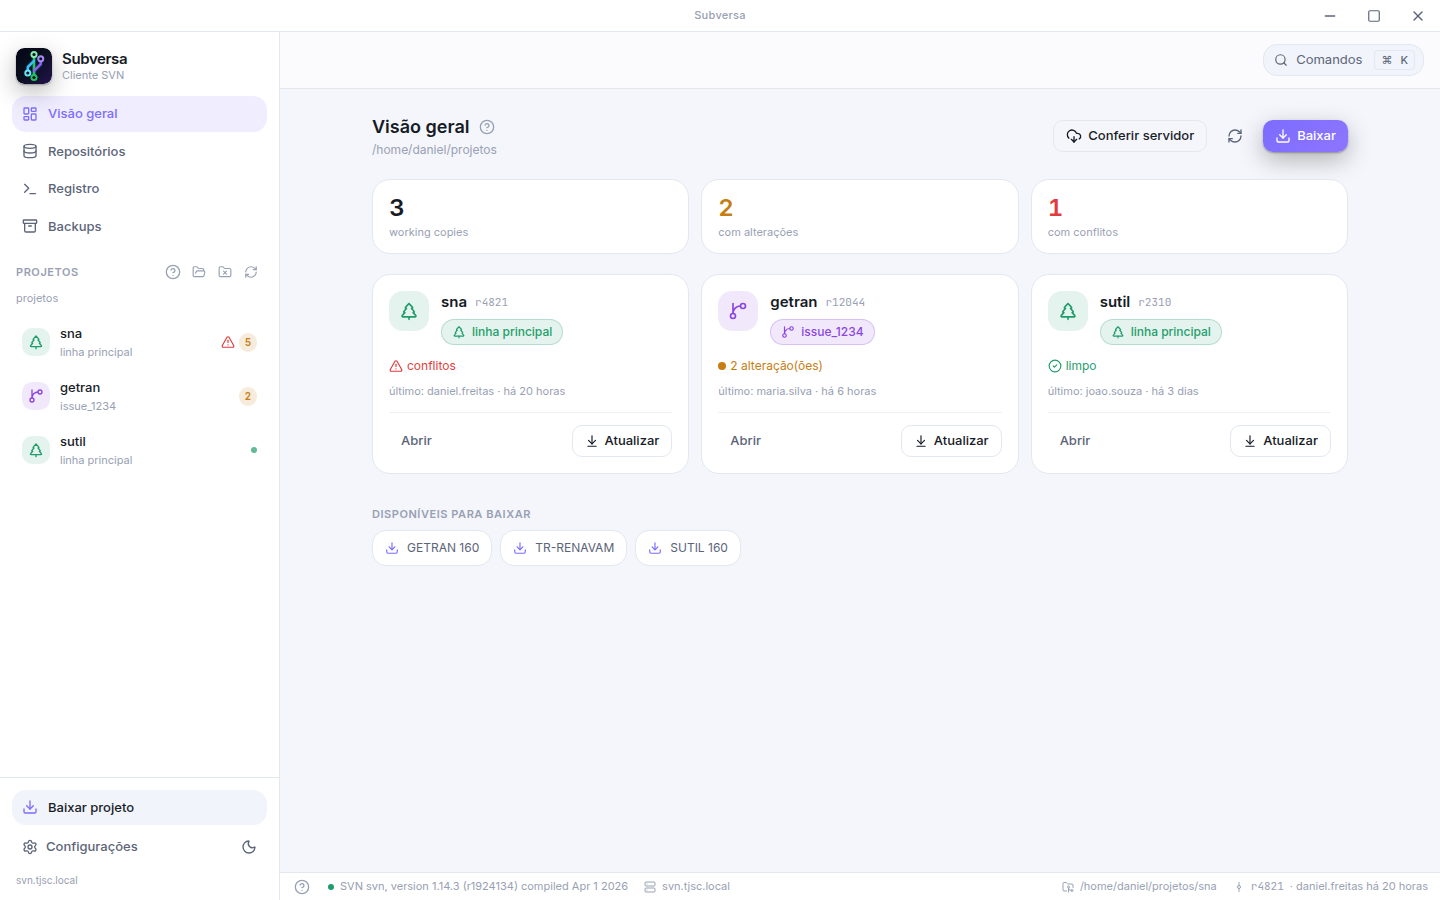 Subversa
Subversa
Cliente SVN
Visão geral
Repositórios
Registro
Backups
PROJETOS
projetos
sna
linha principal
5
getran
issue_1234
2
sutil
linha principal
Baixar projeto
Configurações
svn.tjsc.local
Comandos
⌘ K
Visão geral
/home/daniel/projetos
Conferir servidor
Baixar
3
working copies
2
com alterações
1
com conflitos
sna r4821
linha principal
conflitos
último: daniel.freitas · há 20 horas
Abrir
Atualizar
getran r12044
issue_1234
2 alteração(ões)
último: maria.silva · há 6 horas
Abrir
Atualizar
sutil r2310
linha principal
limpo
último: joao.souza · há 3 dias
Abrir
Atualizar
DISPONÍVEIS PARA BAIXAR
GETRAN 160
TR-RENAVAM
SUTIL 160
SVN svn, version 1.14.3 (r1924134) compiled Apr 1 2026
svn.tjsc.local
/home/daniel/projetos/sna
r4821 · daniel.freitas há 20 horas